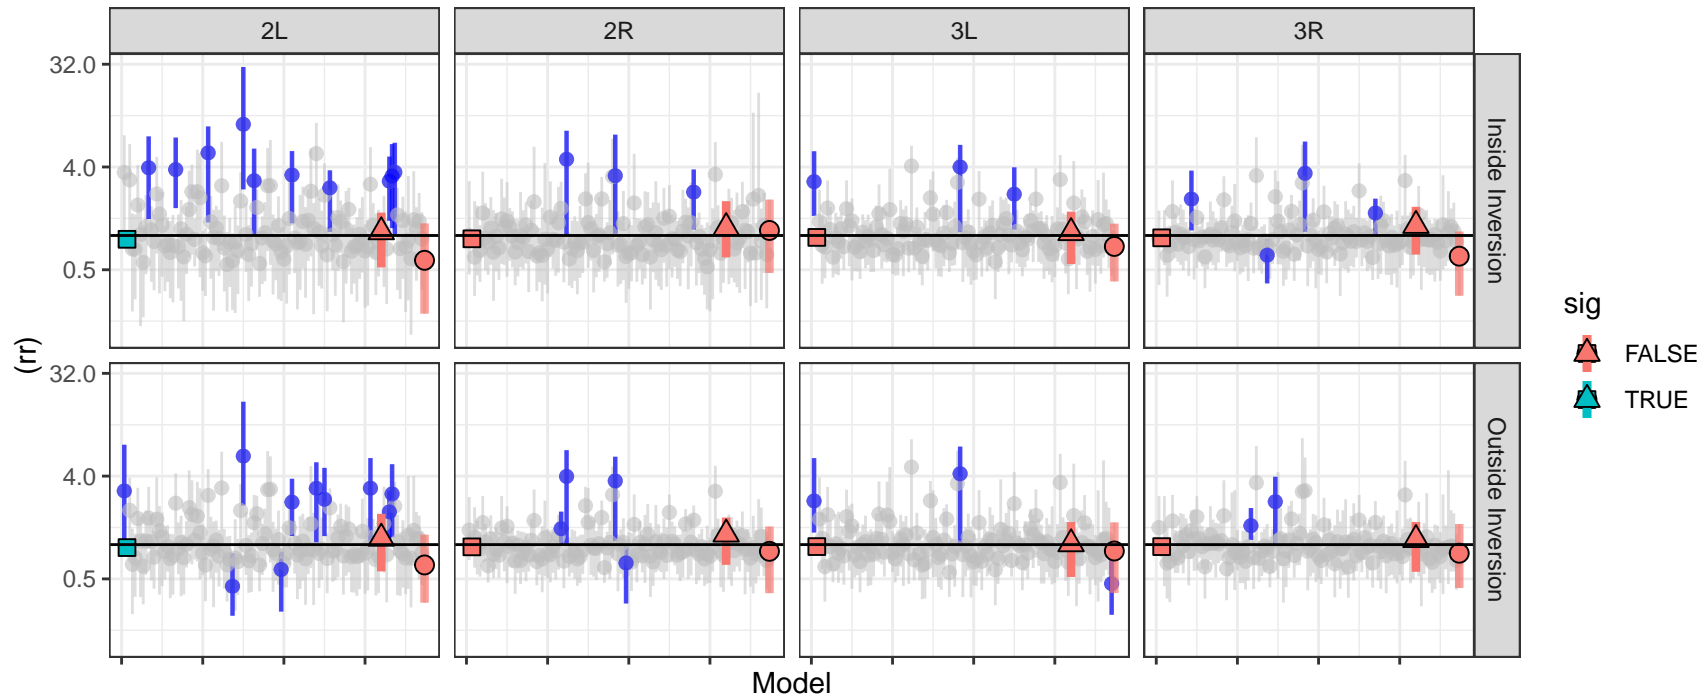 2L
2R
3L
3R
32.0
4.0
0.5
Inside Inversion
(rr)
32.0
4.0
0.5
Outside Inversion
Model
sig
FALSE
TRUE